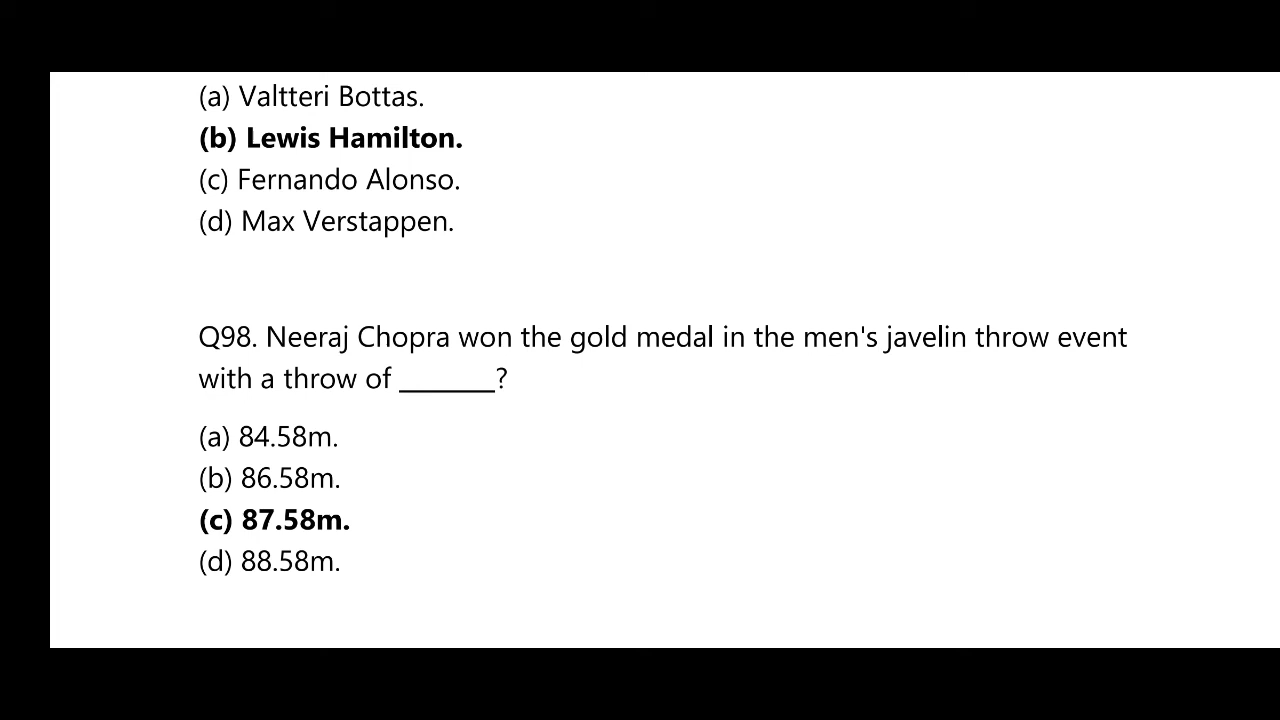 (a) Valtteri Bottas.
(b) Lewis Hamilton.
(c) Fernando Alonso.
(d) Max Verstappen.
Q98. Neeraj Chopra won the gold medal in the men's javelin throw event
with a throw of _______?
(a) 84.58m.
(b) 86.58m.
(c) 87.58m.
(d) 88.58m.